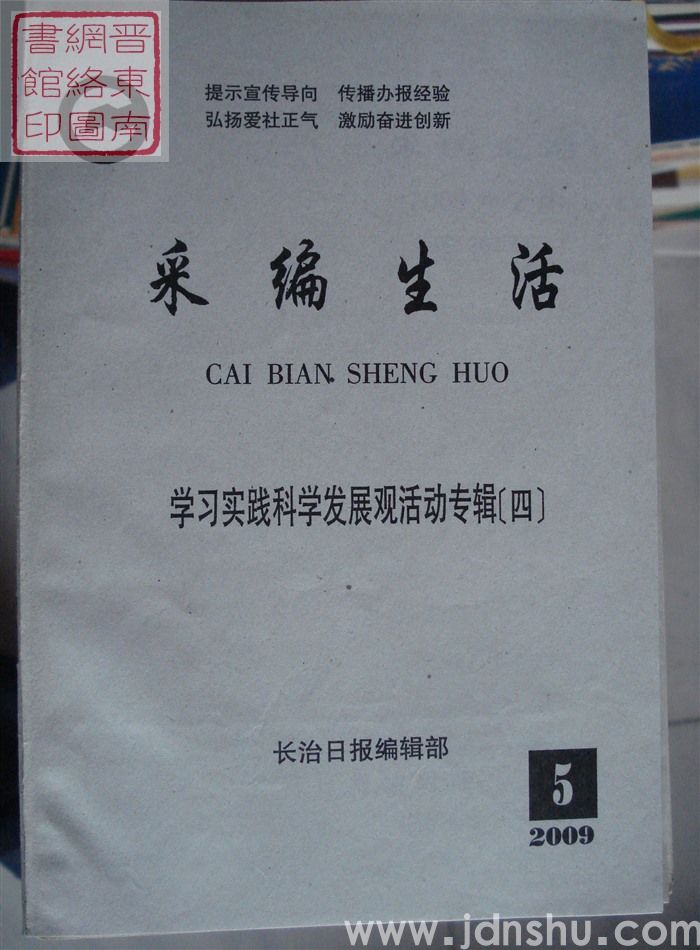 晋东南
網絡圖
書館印
提示宣传导向 传播办报经验
弘扬爱社正气 激励奋进创新
采编生活
CAI BIAN SHENG HUO
学习实践科学发展观活动专辑〔四〕
长治日报编辑部
5
2009
www.jdnshu.com